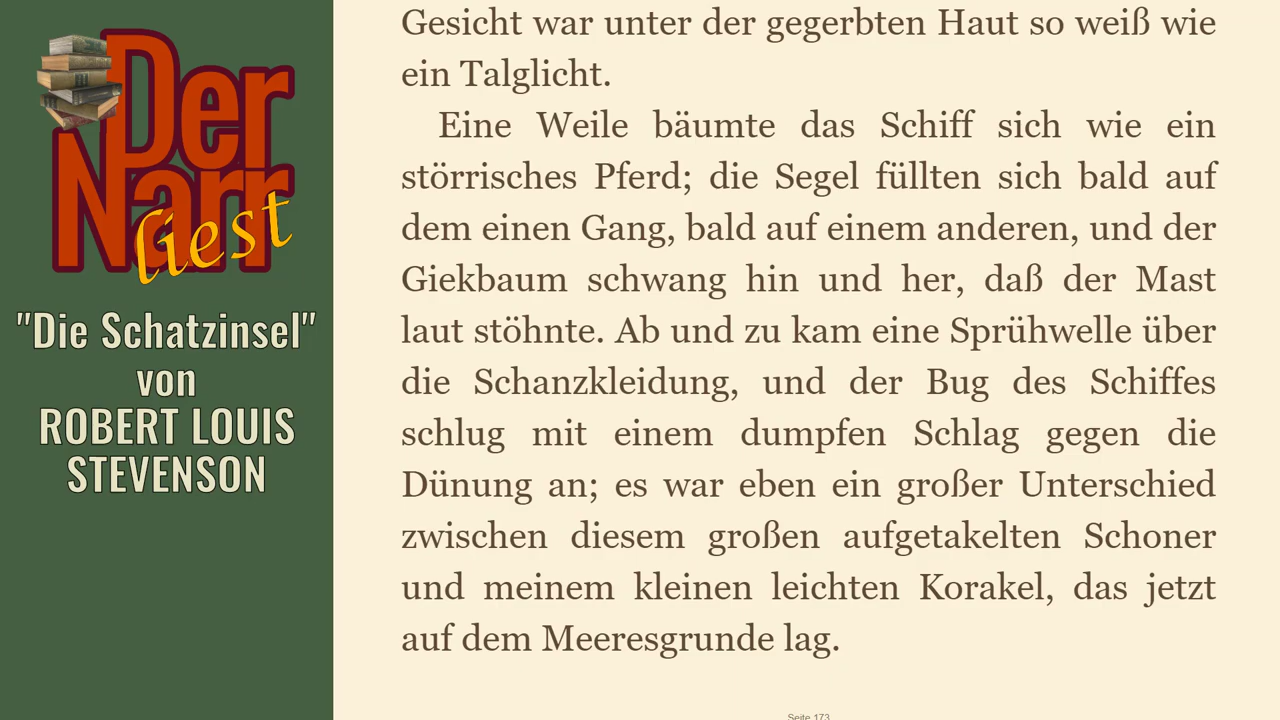 Der
Narr
liest
"Die Schatzinsel"
von
ROBERT LOUIS
STEVENSON
Gesicht war unter der gegerbten Haut so weiß wie
ein Talglicht.
Eine Weile bäumte das Schiff sich wie ein
störrisches Pferd; die Segel füllten sich bald auf
dem einen Gang, bald auf einem anderen, und der
Giekbaum schwang hin und her, daß der Mast
laut stöhnte. Ab und zu kam eine Sprühwelle über
die Schanzkleidung, und der Bug des Schiffes
schlug mit einem dumpfen Schlag gegen die
Dünung an; es war eben ein großer Unterschied
zwischen diesem großen aufgetakelten Schoner
und meinem kleinen leichten Korakel, das jetzt
auf dem Meeresgrunde lag.
Seite 173